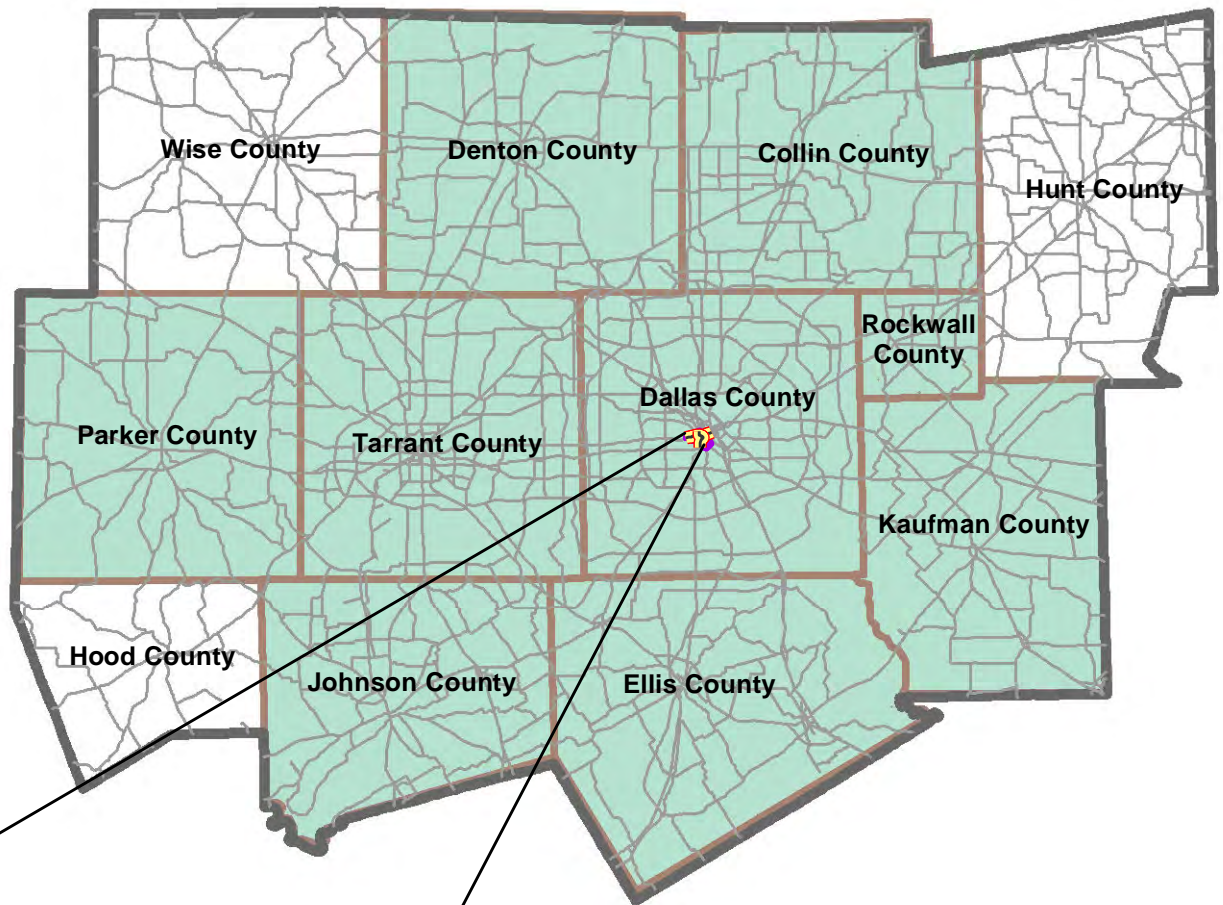 Wise County
Denton County
Collin County
Hunt County
Rockwall
County
Dallas County
Parker County
Tarrant County
Kaufman County
Hood County
Johnson County
Ellis County